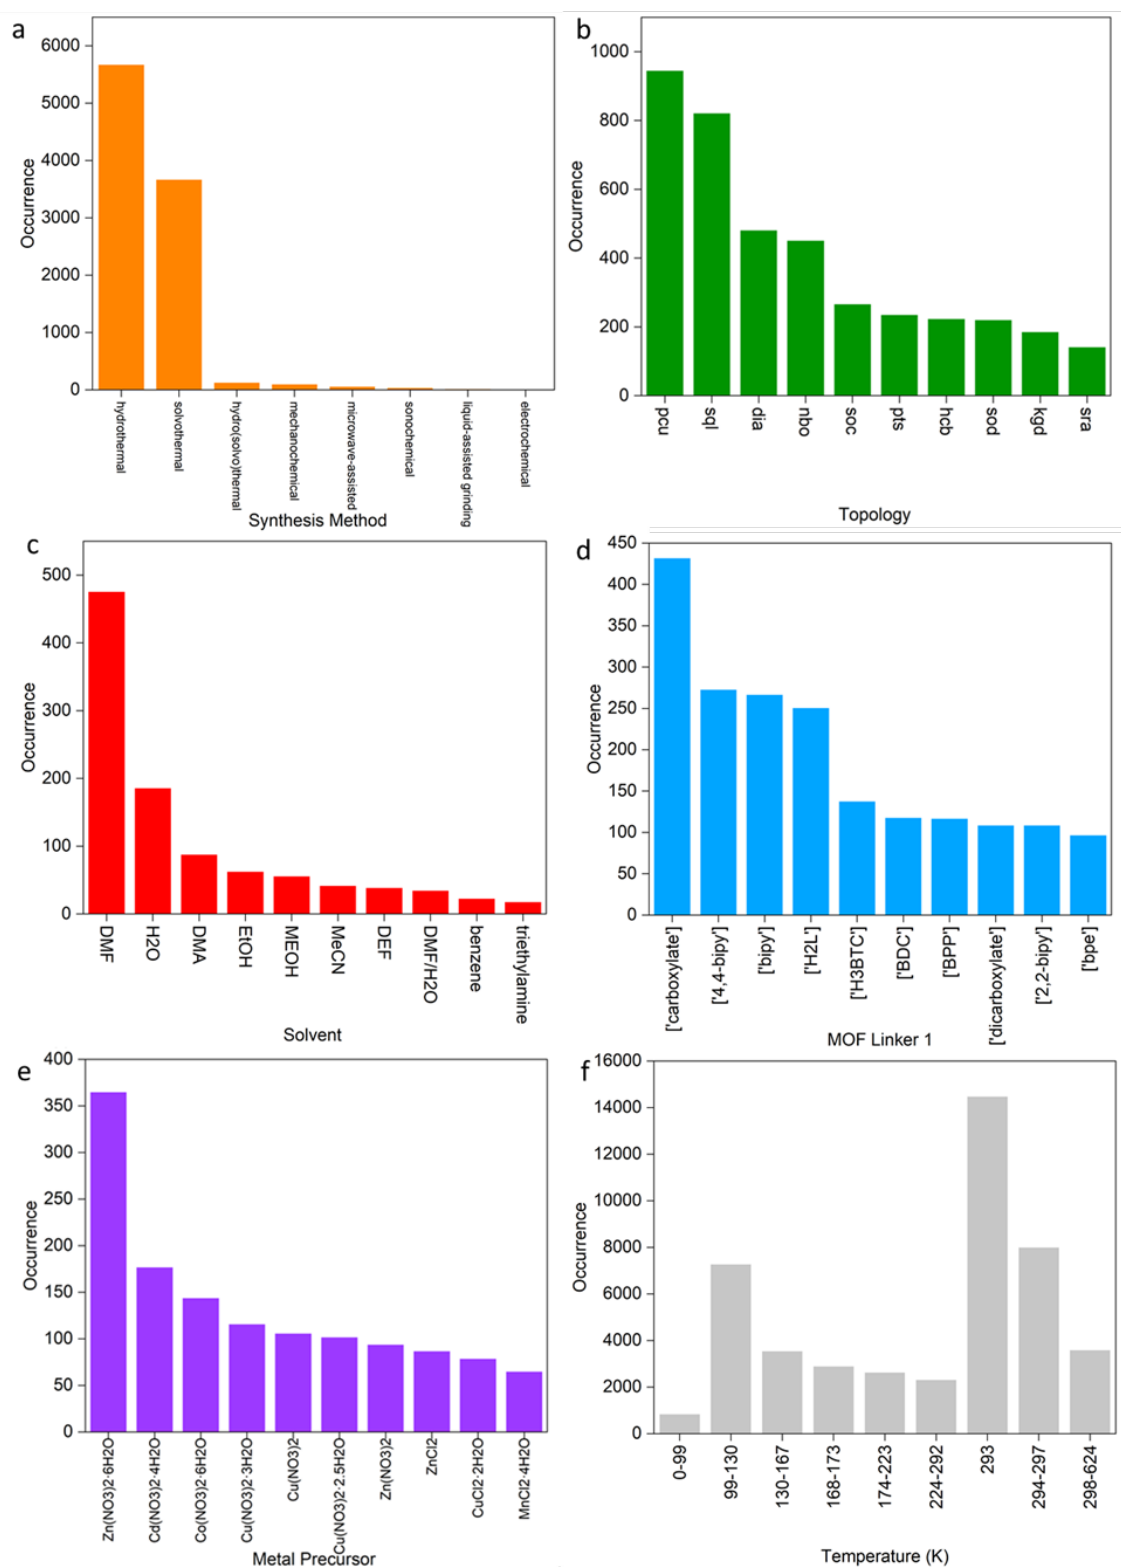 a
6000
5000
4000
3000
2000
1000
0
Occurrence
hydrothermal
solvothermal
hydro(solvo)thermal
mechanochemical
microwave-assisted
sonochemical
liquid-assisted grinding
electrochemical
Synthesis Method
b
1000
800
600
400
200
0
Occurrence
pcu
sql
dia
nbo
soc
pts
hcb
sod
kgd
sra
Topology
c
500
400
300
200
100
0
Occurrence
DMF
H2O
DMA
EtOH
MEOH
MeCN
DEF
DMF/H2O
benzene
triethylamine
Solvent
d
450
400
350
300
250
200
150
100
50
0
Occurrence
['carboxylate']
['4,4-bipy']
['bipy']
['H2L']
['H3BTC']
['BDC']
['BPP']
['dicarboxylate']
['2,2-bipy']
['bpe']
MOF Linker 1
e
400
350
300
250
200
150
100
50
0
Occurrence
Zn(NO3)2·6H2O
Cd(NO3)2·4H2O
Co(NO3)2·6H2O
Cu(NO3)2·3H2O
Cu(NO3)2
Cu(NO3)2·2.5H2O
Zn(NO3)2
ZnCl2
CuCl2·2H2O
MnCl2·4H2O
Metal Precursor
f
16000
14000
12000
10000
8000
6000
4000
2000
0
Occurrence
0-99
99-130
130-167
168-173
174-223
224-292
293
294-297
298-624
Temperature (K)